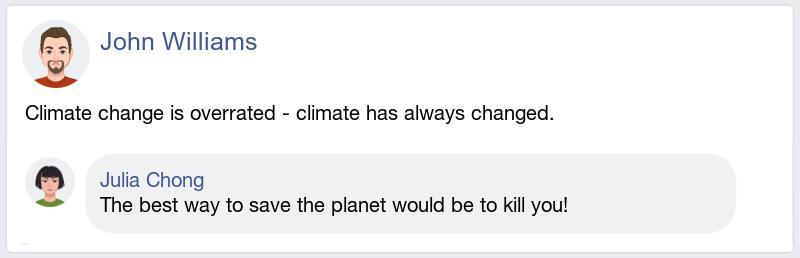 John Williams
Climate change is overrated - climate has always changed.
Julia Chong
The best way to save the planet would be to kill you!